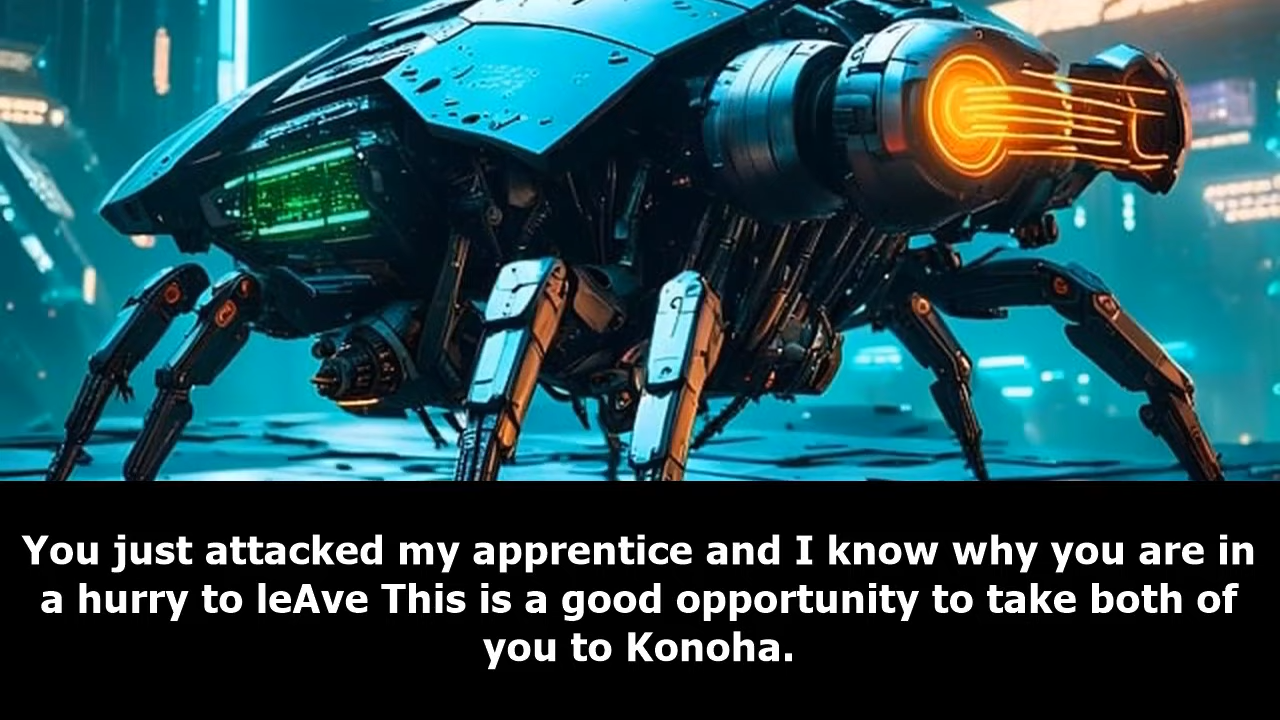 You just attacked my apprentice and I know why you are in
a hurry to leAve This is a good opportunity to take both of
you to Konoha.